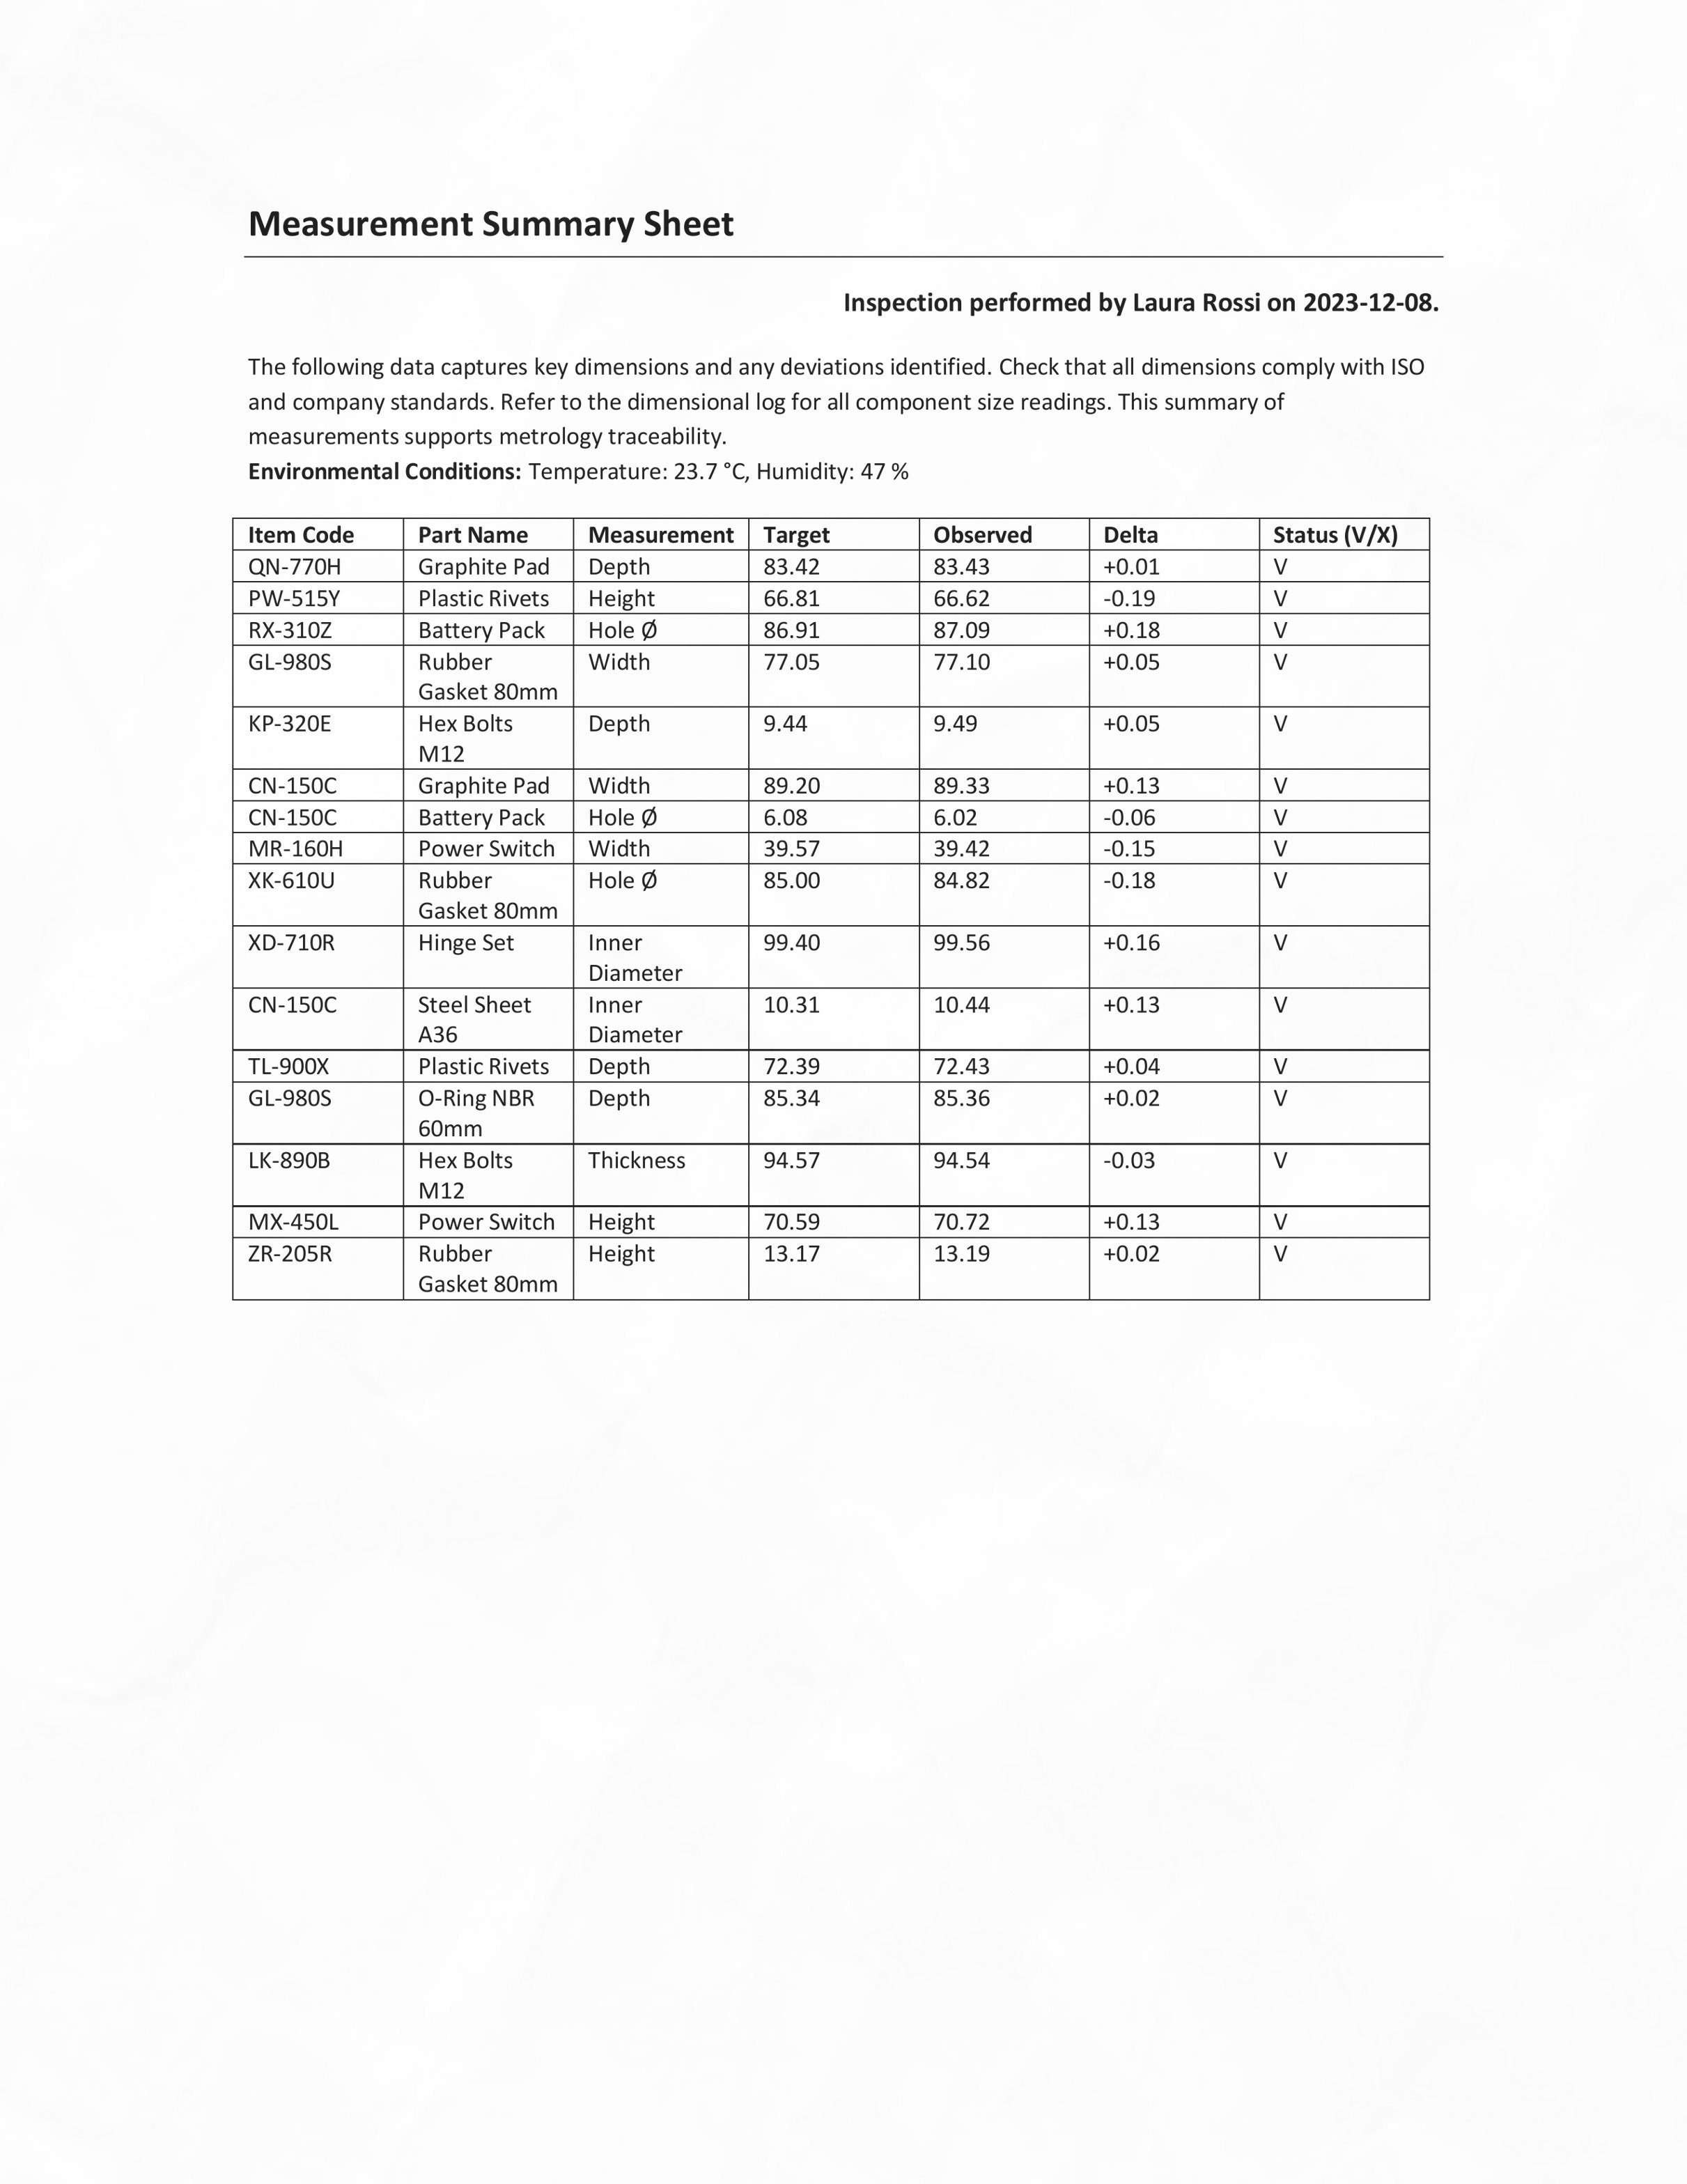 Measurement Summary Sheet
Inspection performed by Laura Rossi on 2023-12-08.
The following data captures key dimensions and any deviations identified. Check that all dimensions comply with ISO
and company standards. Refer to the dimensional log for all component size readings. This summary of
measurements supports metrology traceability.
Environmental Conditions: Temperature: 23.7 °C, Humidity: 47 %
Item Code Part Name Measurement Target Observed Delta Status (V/X)
QN-770H Graphite Pad Depth 83.42 83.43 +0.01 V
PW-515Y Plastic Rivets Height 66.81 66.62 -0.19 V
RX-310Z Battery Pack Hole Ø 86.91 87.09 +0.18 V
GL-980S Rubber Width 77.05 77.10 +0.05 V
Gasket 80mm
KP-320E Hex Bolts Depth 9.44 9.49 +0.05 V
M12
CN-150C Graphite Pad Width 89.20 89.33 +0.13 V
CN-150C Battery Pack Hole Ø 6.08 6.02 -0.06 V
MR-160H Power Switch Width 39.57 39.42 -0.15 V
XK-610U Rubber Hole Ø 85.00 84.82 -0.18 V
Gasket 80mm
XD-710R Hinge Set Inner 99.40 99.56 +0.16 V
Diameter
CN-150C Steel Sheet Inner 10.31 10.44 +0.13 V
A36 Diameter
TL-900X Plastic Rivets Depth 72.39 72.43 +0.04 V
GL-980S O-Ring NBR Depth 85.34 85.36 +0.02 V
60mm
LK-890B Hex Bolts Thickness 94.57 94.54 -0.03 V
M12
MX-450L Power Switch Height 70.59 70.72 +0.13 V
ZR-205R Rubber Height 13.17 13.19 +0.02 V
Gasket 80mm